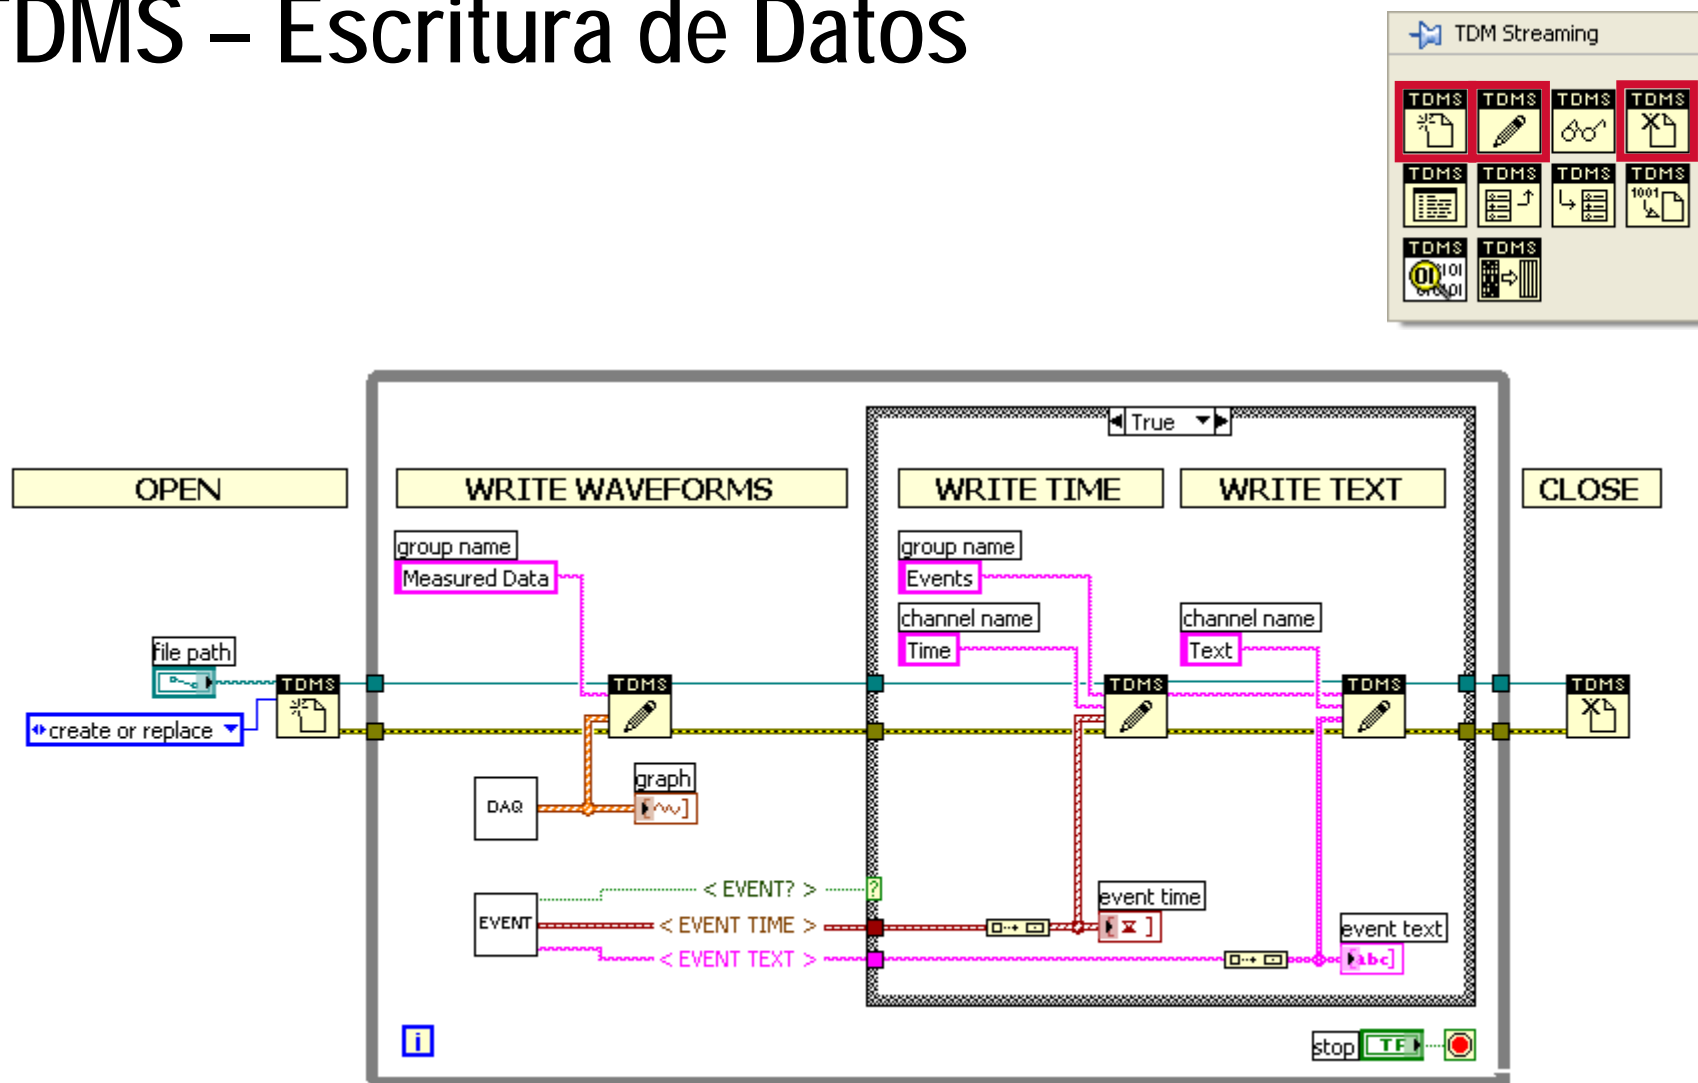 TDMS – Escritura de Datos
TDM Streaming
TDMS TDMS TDMS TDMS
TDMS TDMS TDMS TDMS
1001
TDMS TDMS
True
OPEN
WRITE WAVEFORMS
WRITE TIME
WRITE TEXT
CLOSE
group name
Measured Data
group name
Events
channel name
Time
channel name
Text
file path
create or replace
TDMS
TDMS
TDMS
TDMS
TDMS
graph
DAQ
< EVENT? >
?
EVENT
< EVENT TIME >
< EVENT TEXT >
event time
event text
abc
i
stop
TF